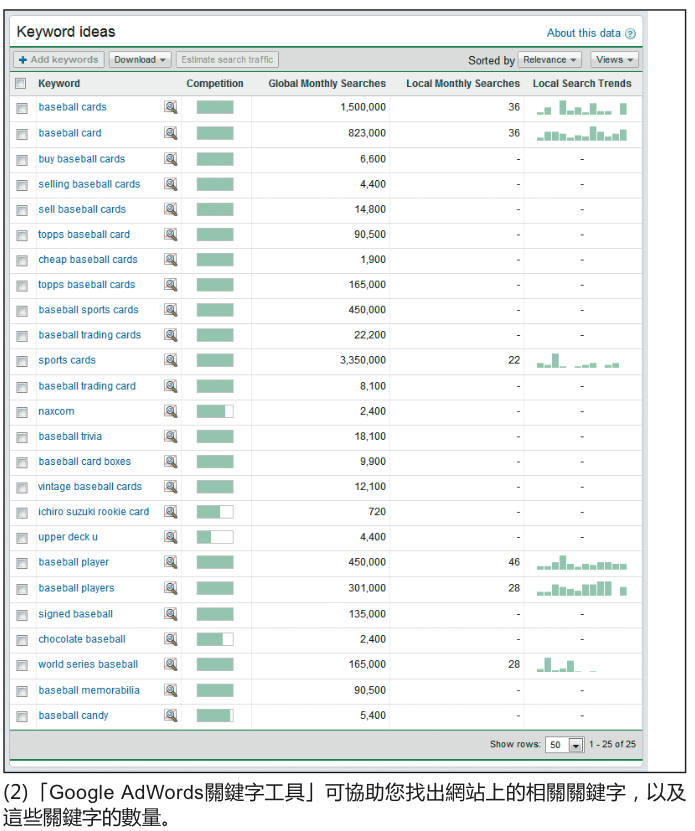 Keyword ideas About this data ?
+ Add keywords Download Estimate search traffic Sorted by Relevance Views
Keyword Competition Global Monthly Searches Local Monthly Searches Local Search Trends
baseball cards 1,500,000 36
baseball card 823,000 36
buy baseball cards 6,600 - -
selling baseball cards 4,400 - -
sell baseball cards 14,800 - -
topps baseball card 90,500 - -
cheap baseball cards 1,900 - -
topps baseball cards 165,000 - -
baseball sports cards 450,000 - -
baseball trading cards 22,200 - -
sports cards 3,350,000 22
baseball trading card 8,100 - -
naxcom 2,400 - -
baseball trivia 18,100 - -
baseball card boxes 9,900 - -
vintage baseball cards 12,100 - -
ichiro suzuki rookie card 720 - -
upper deck u 4,400 - -
baseball player 450,000 46
baseball players 301,000 28
signed baseball 135,000 - -
chocolate baseball 2,400 - -
world series baseball 165,000 28
baseball memorabilia 90,500 - -
baseball candy 5,400 - -
Show rows: 50 1 - 25 of 25
(2)「Google AdWords關鍵字工具」可協助您找出網站上的相關關鍵字，以及
這些關鍵字的數量。